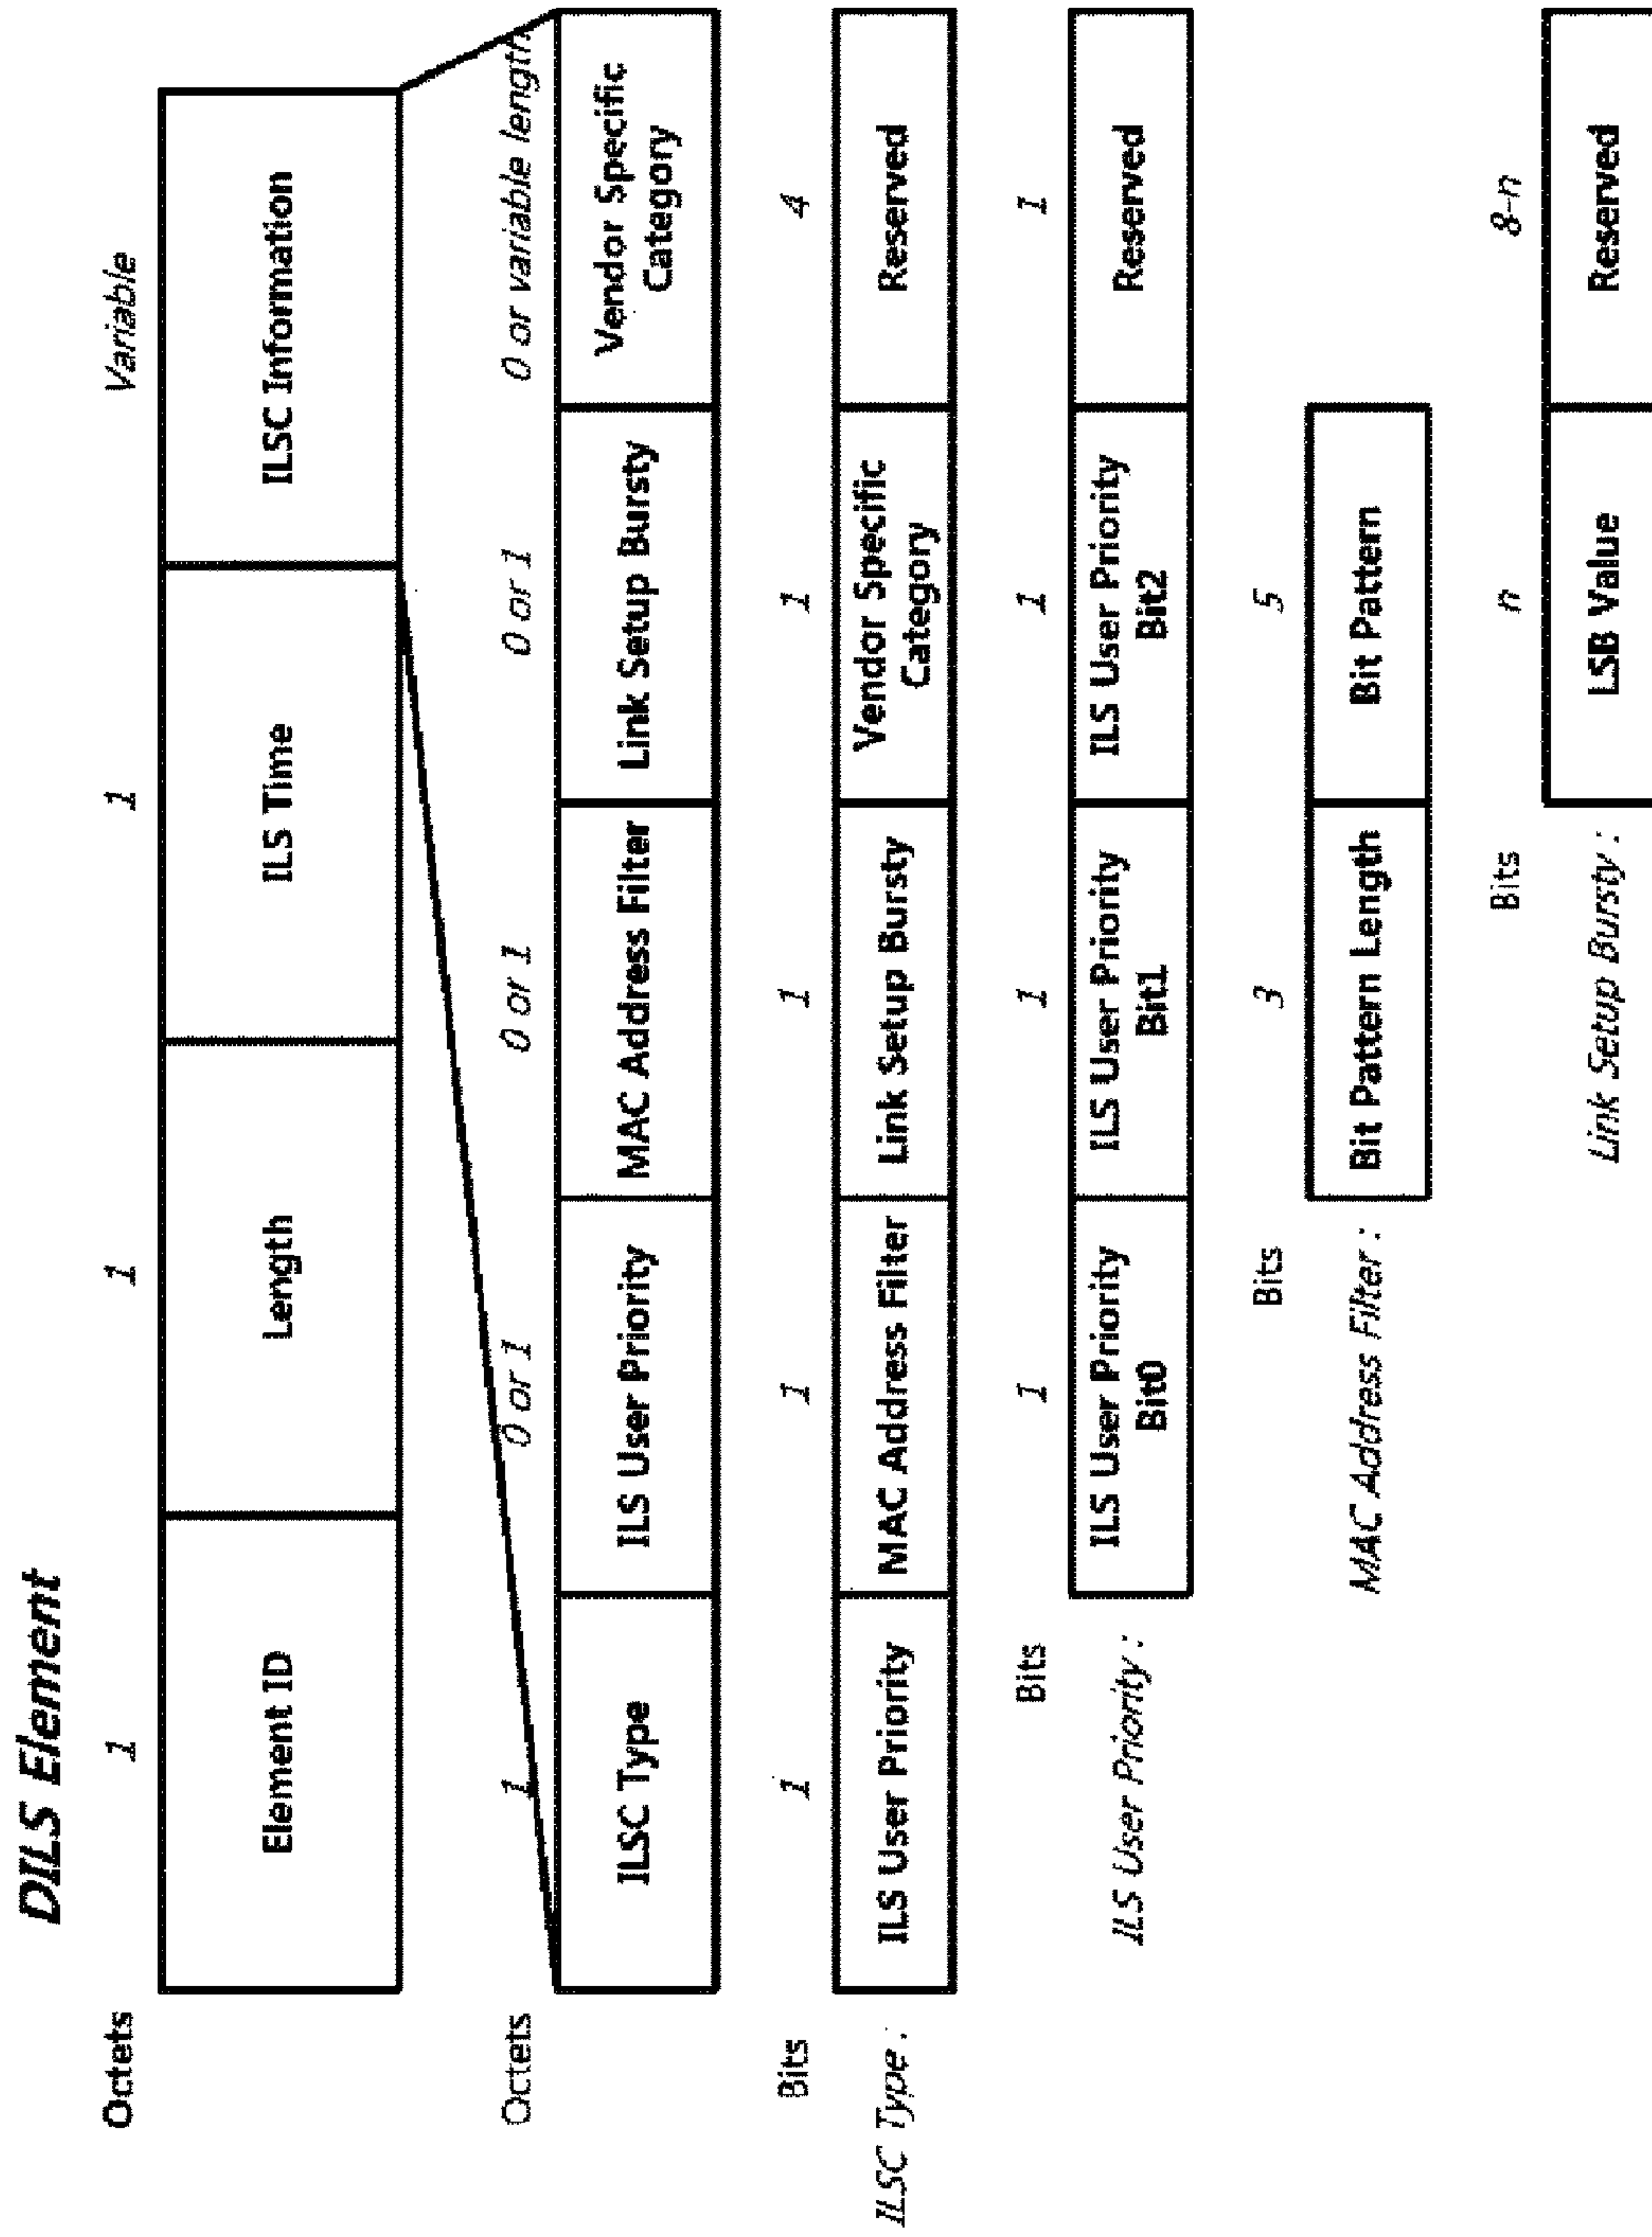 DILS Element
Octets 1 1 1 Variable
Element ID Length ILS Time ILSC Information
Octets 1 0 or 1 0 or 1 0 or 1 0 or variable length
ILSC Type ILS User Priority MAC Address Filter Link Setup Bursty Vendor Specific
Category
Bits 1 1 1 1 4
ILSC Type : ILS User Priority MAC Address Filter Link Setup Bursty Vendor Specific Reserved
Category
Bits 1 1 1 1
ILS User Priority : ILS User Priority ILS User Priority ILS User Priority Reserved
Bit0 Bit1 Bit2
Bits 3 5
MAC Address Filter : Bit Pattern Length Bit Pattern
Bits n 8-n
Link Setup Bursty : LSB Value Reserved